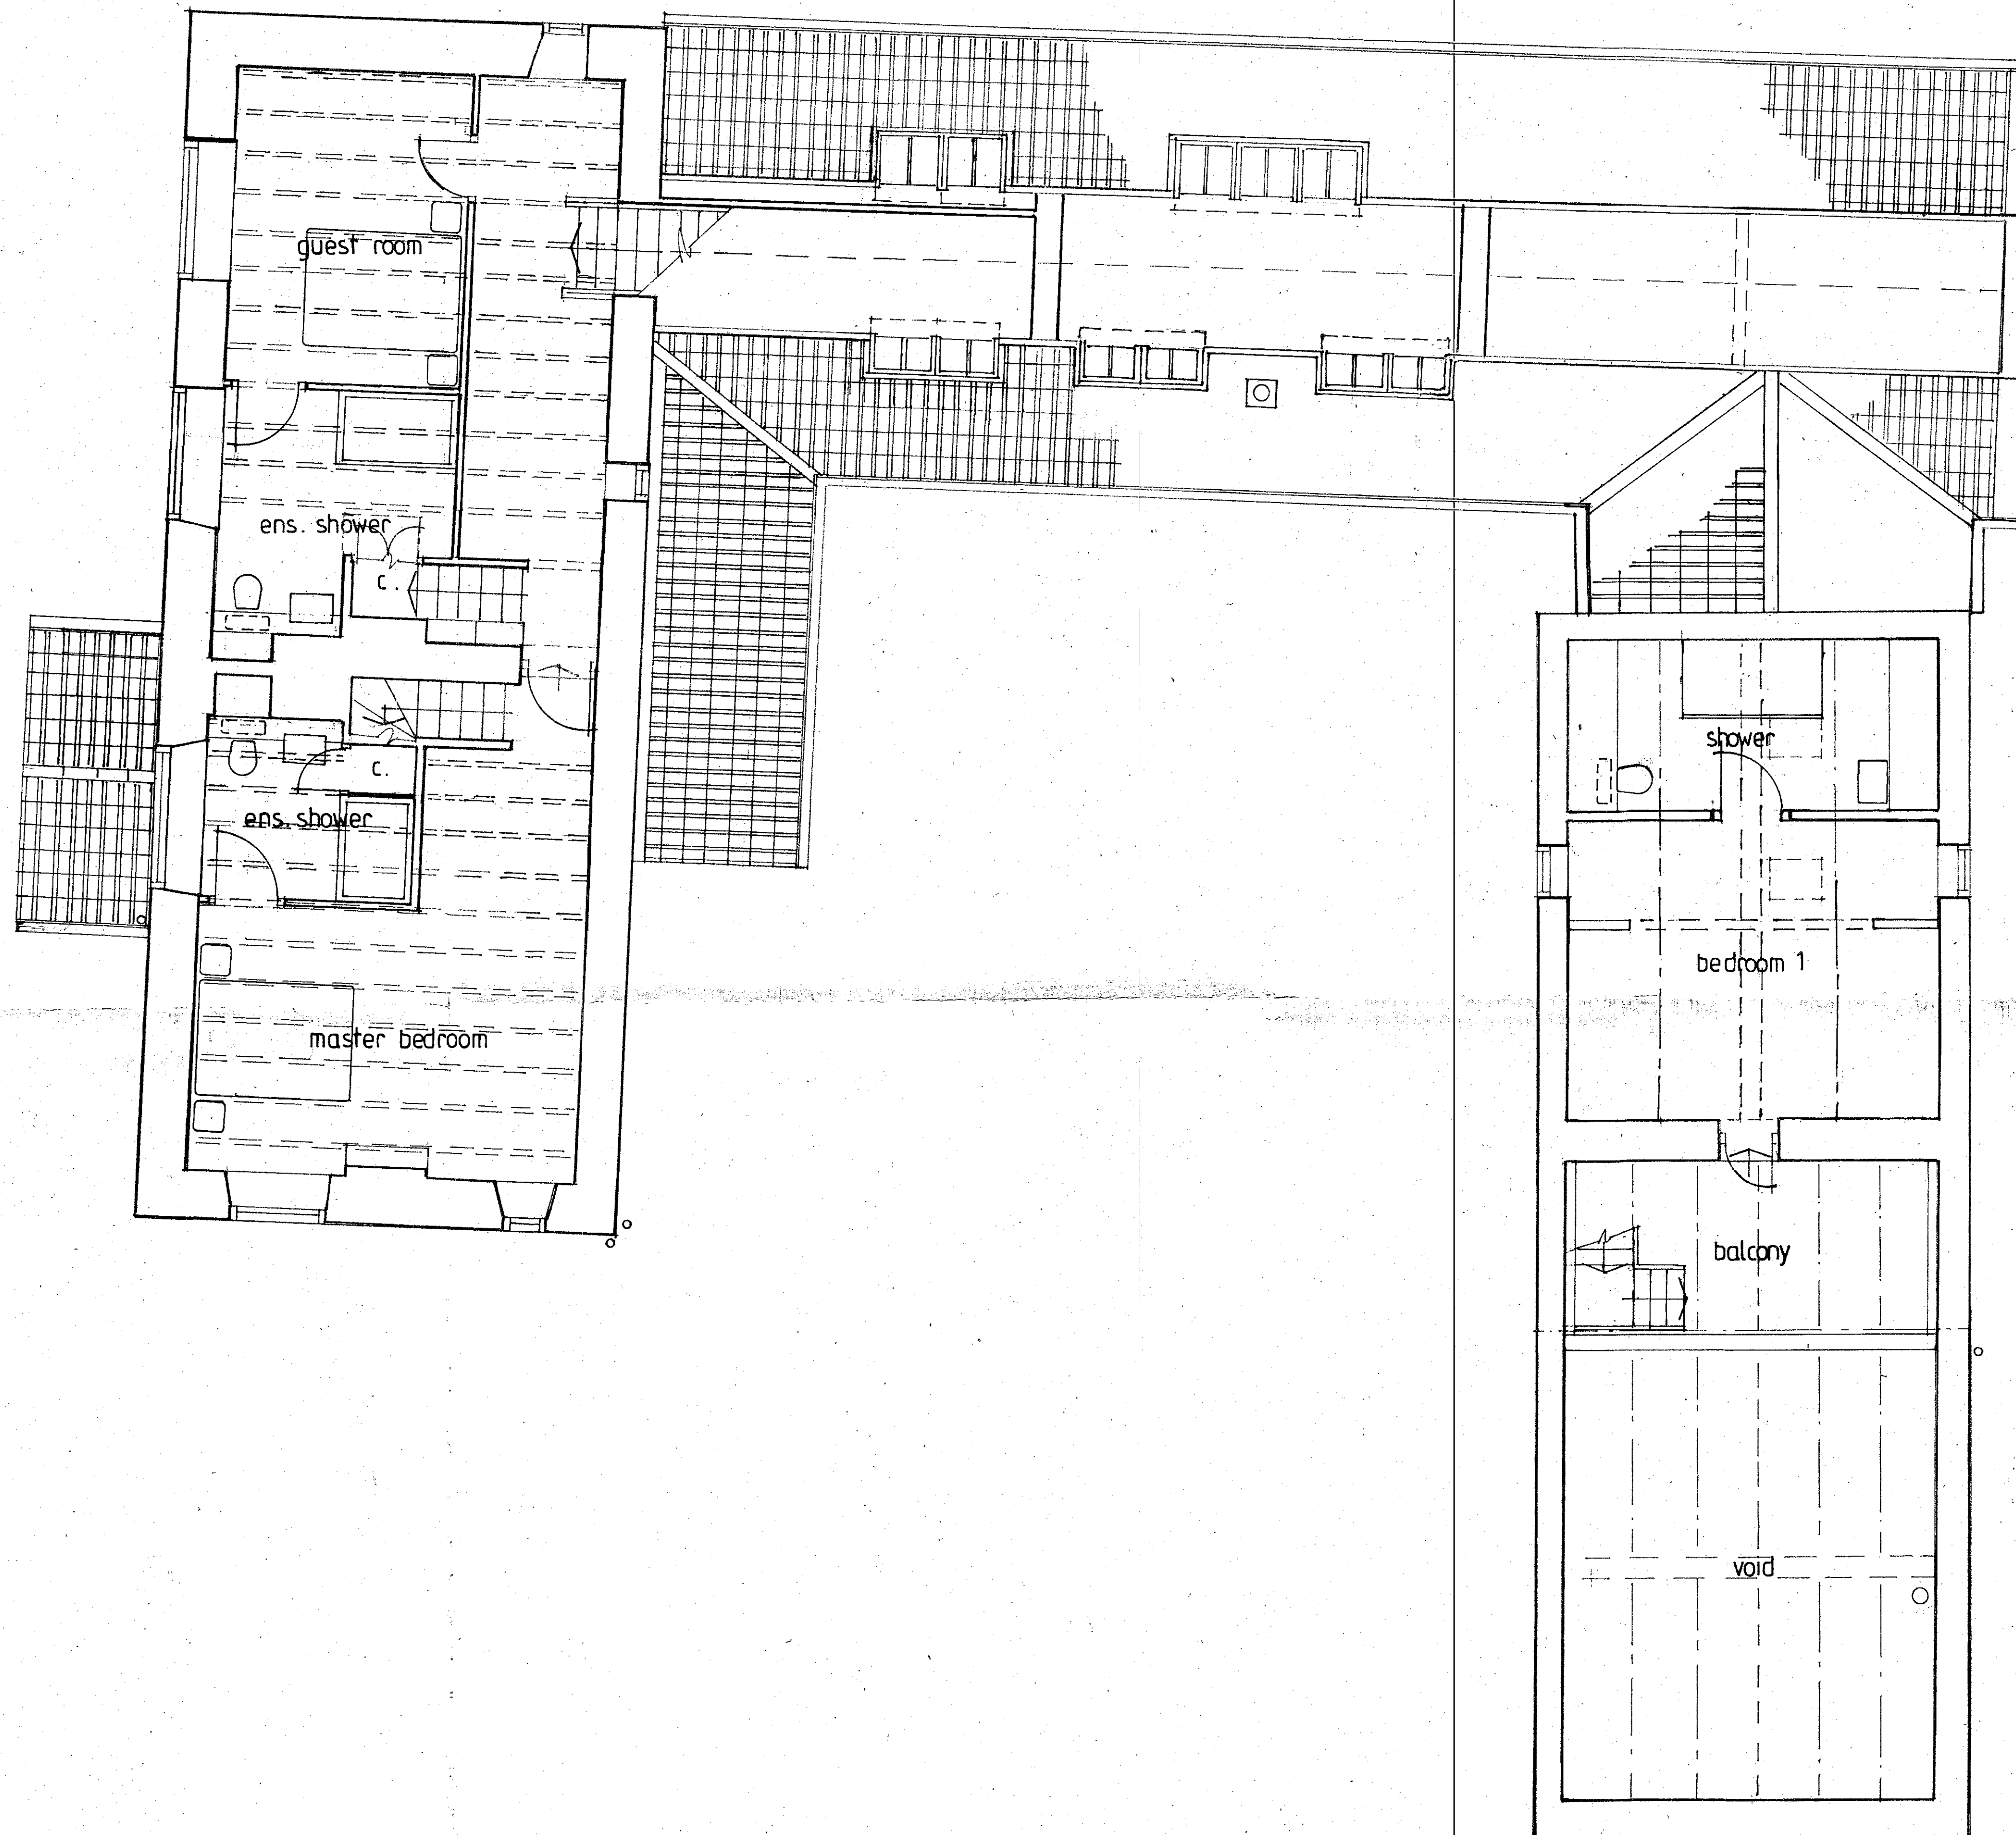 guest room
ens. shower
c.
c.
ens. shower
master bedroom
shower
bedroom 1
balcony
void